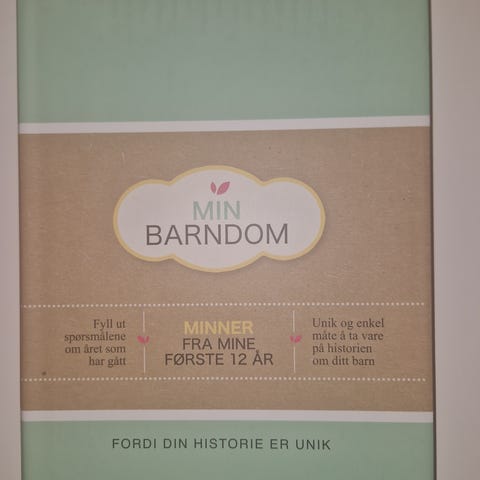 MIN
BARNDOM
Fyll ut
spørsmålene
om året som
har gått
MINNER
FRA MINE
FØRSTE 12 ÅR
Unik og enkel
måte å ta vare
på historien
om ditt barn
FORDI DIN HISTORIE ER UNIK